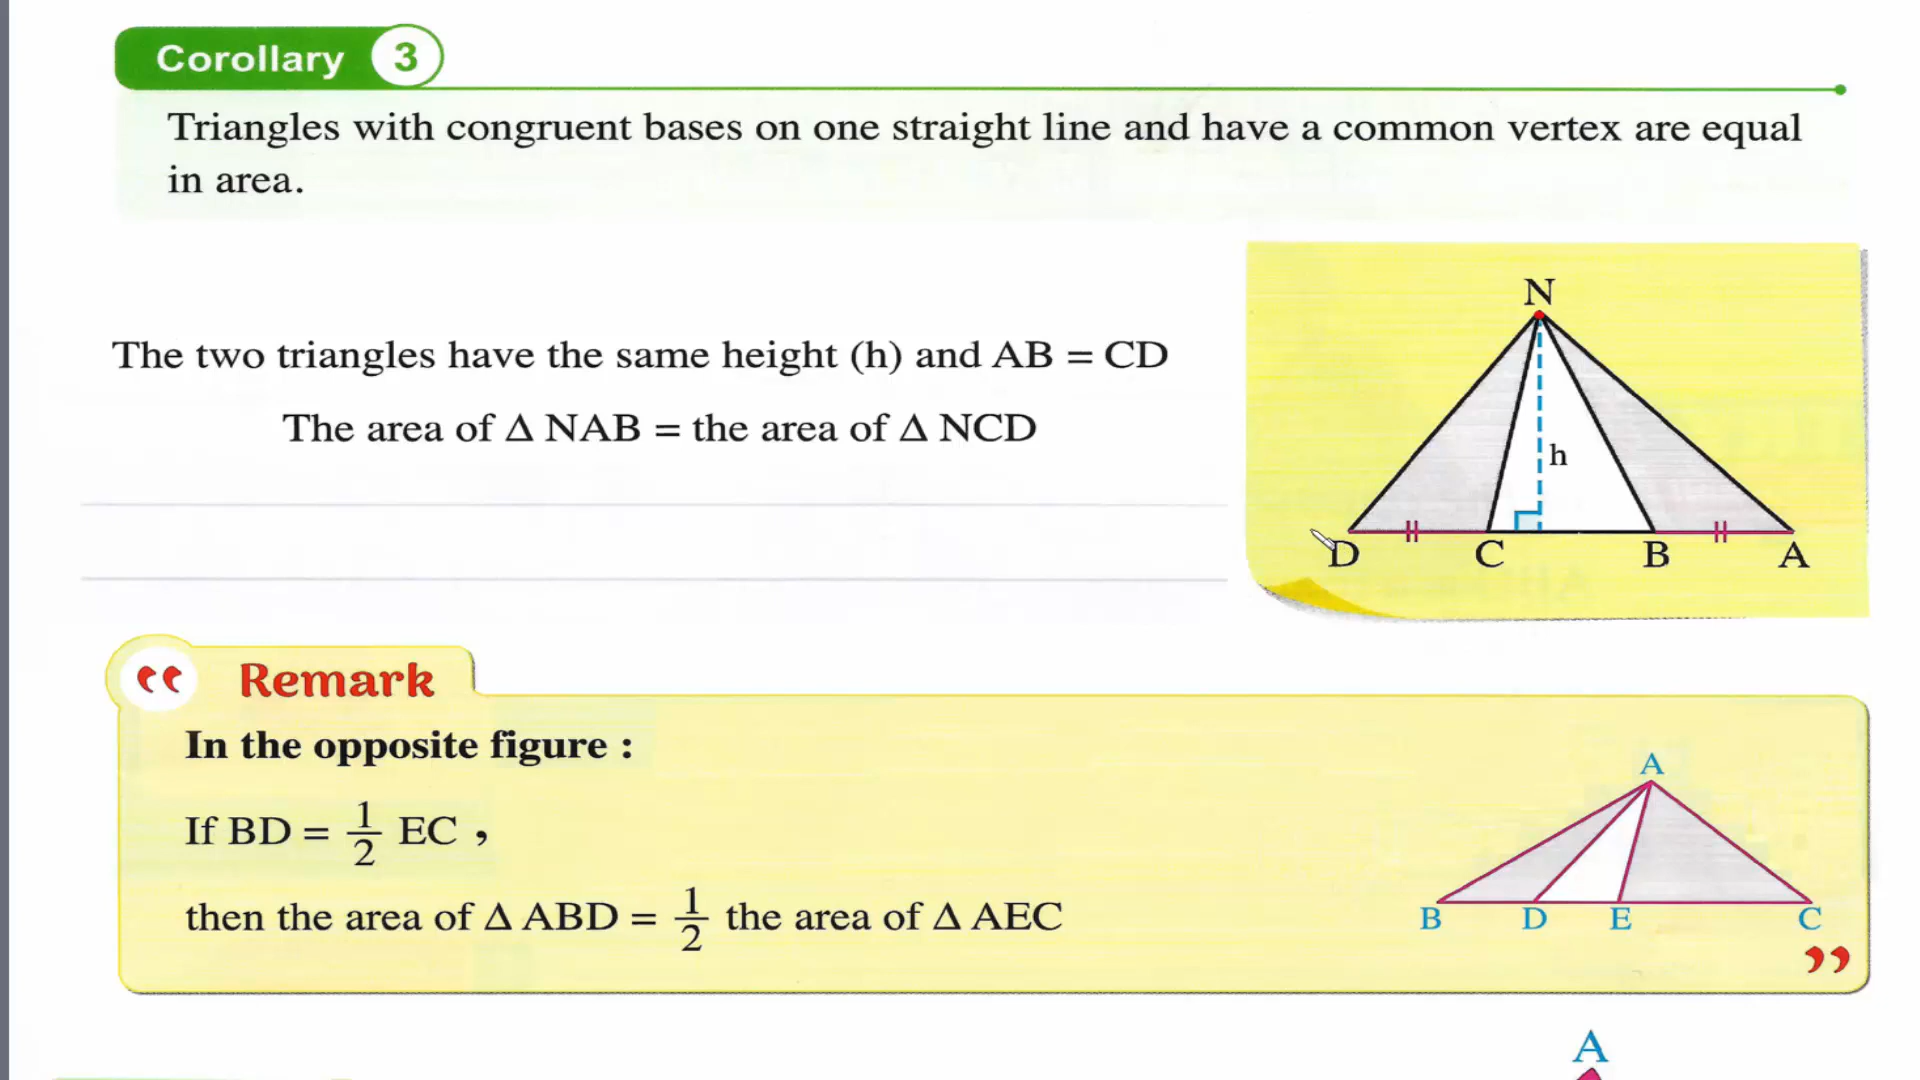 Corollary 3
Triangles with congruent bases on one straight line and have a common vertex are equal
in area.
The two triangles have the same height (h) and AB = CD
The area of Δ NAB = the area of Δ NCD
N
h
D C B A
“ Remark
In the opposite figure :
If BD = 1/2 EC ,
then the area of Δ ABD = 1/2 the area of Δ AEC
A
B D E C
”
A